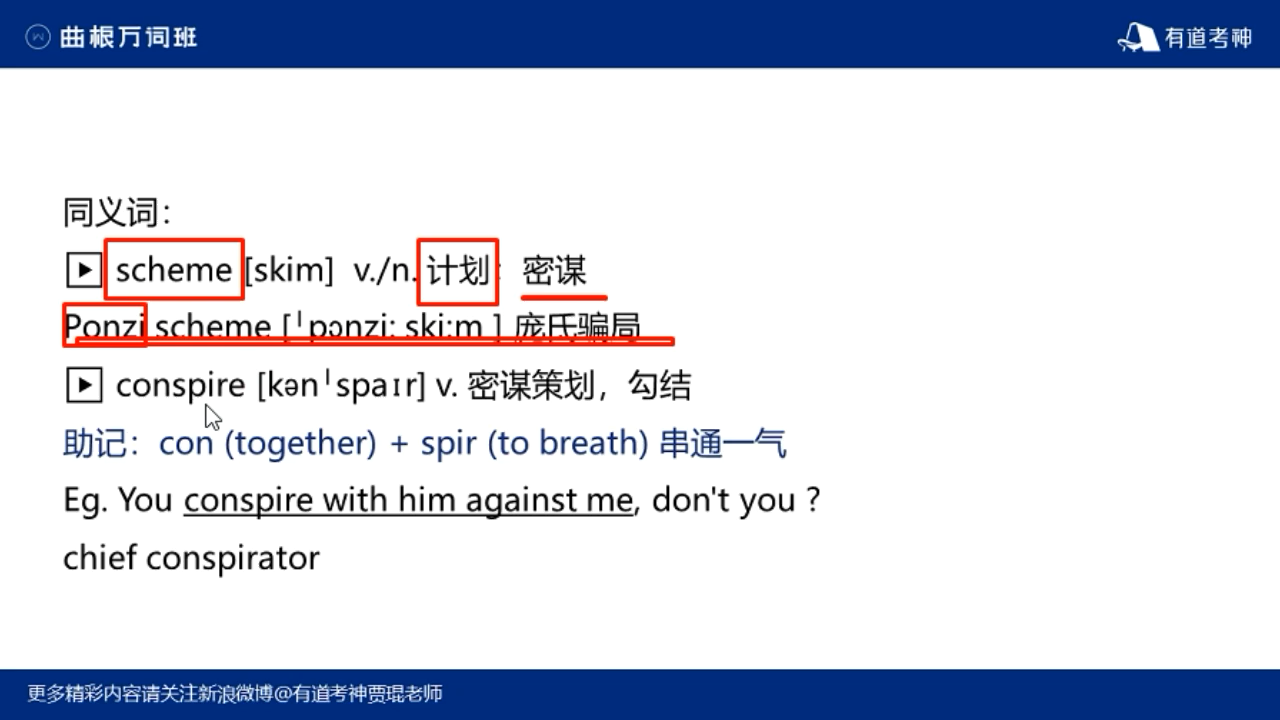 曲根万词班
有道考神
同义词：
scheme [skim] v./n. 计划；密谋
Ponzi scheme [ˈpɔnzi: ski:m ] 庞氏骗局
conspire [kənˈspaɪr] v. 密谋策划，勾结
助记：con (together) + spir (to breath) 串通一气
Eg. You conspire with him against me, don't you ?
chief conspirator
更多精彩内容请关注新浪微博@有道考神贾琨老师